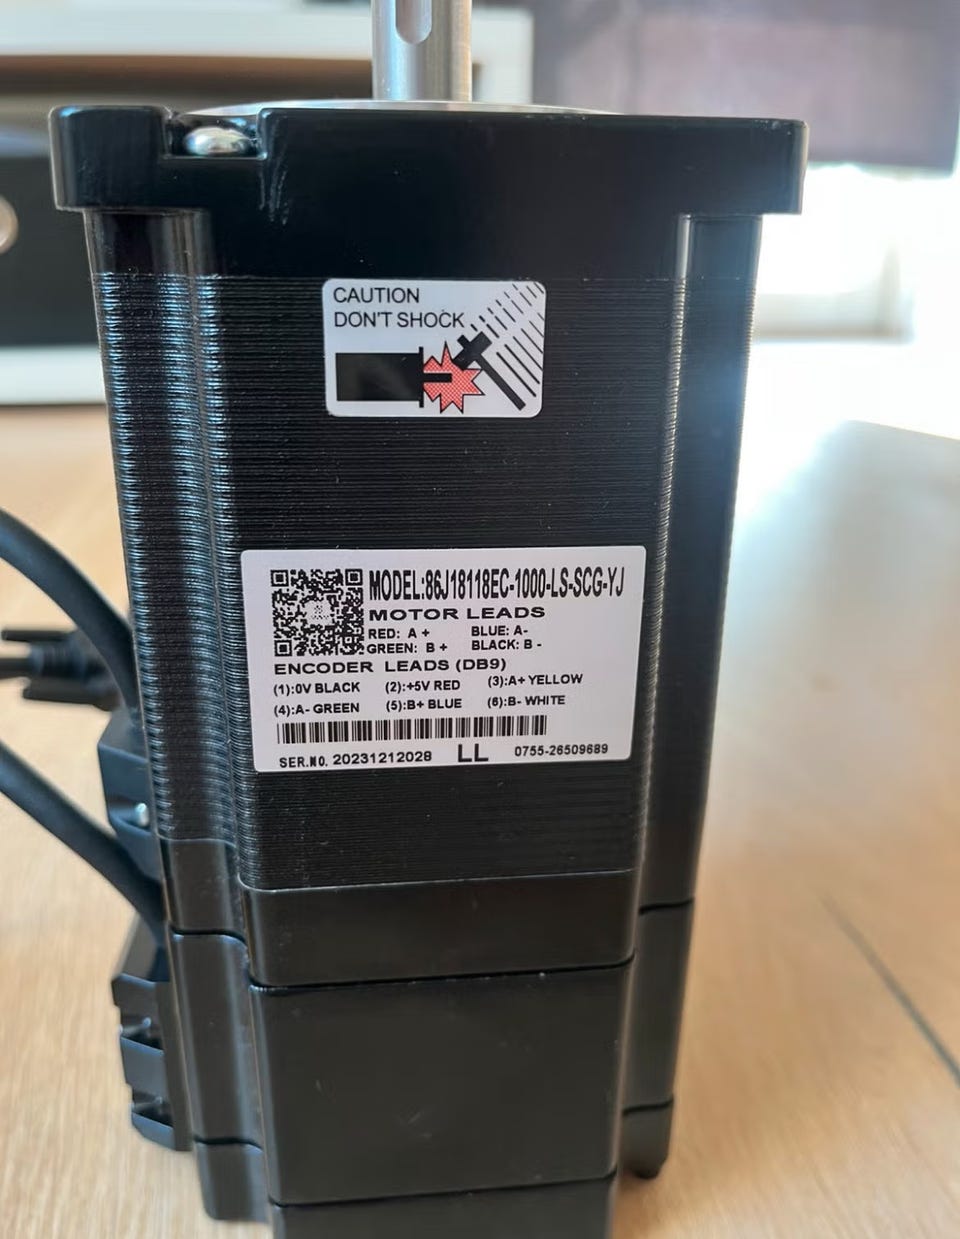 CAUTION
DON'T SHOCK
MODEL:86J18118EC-1000-LS-SCG-YJ
MOTOR LEADS
RED: A + BLUE: A-
GREEN: B + BLACK: B -
ENCODER LEADS (DB9)
(1):0V BLACK (2):+5V RED (3):A+ YELLOW
(4):A- GREEN (5):B+ BLUE (6):B- WHITE
SER.NO. 20231212028 LL 0755-26509689